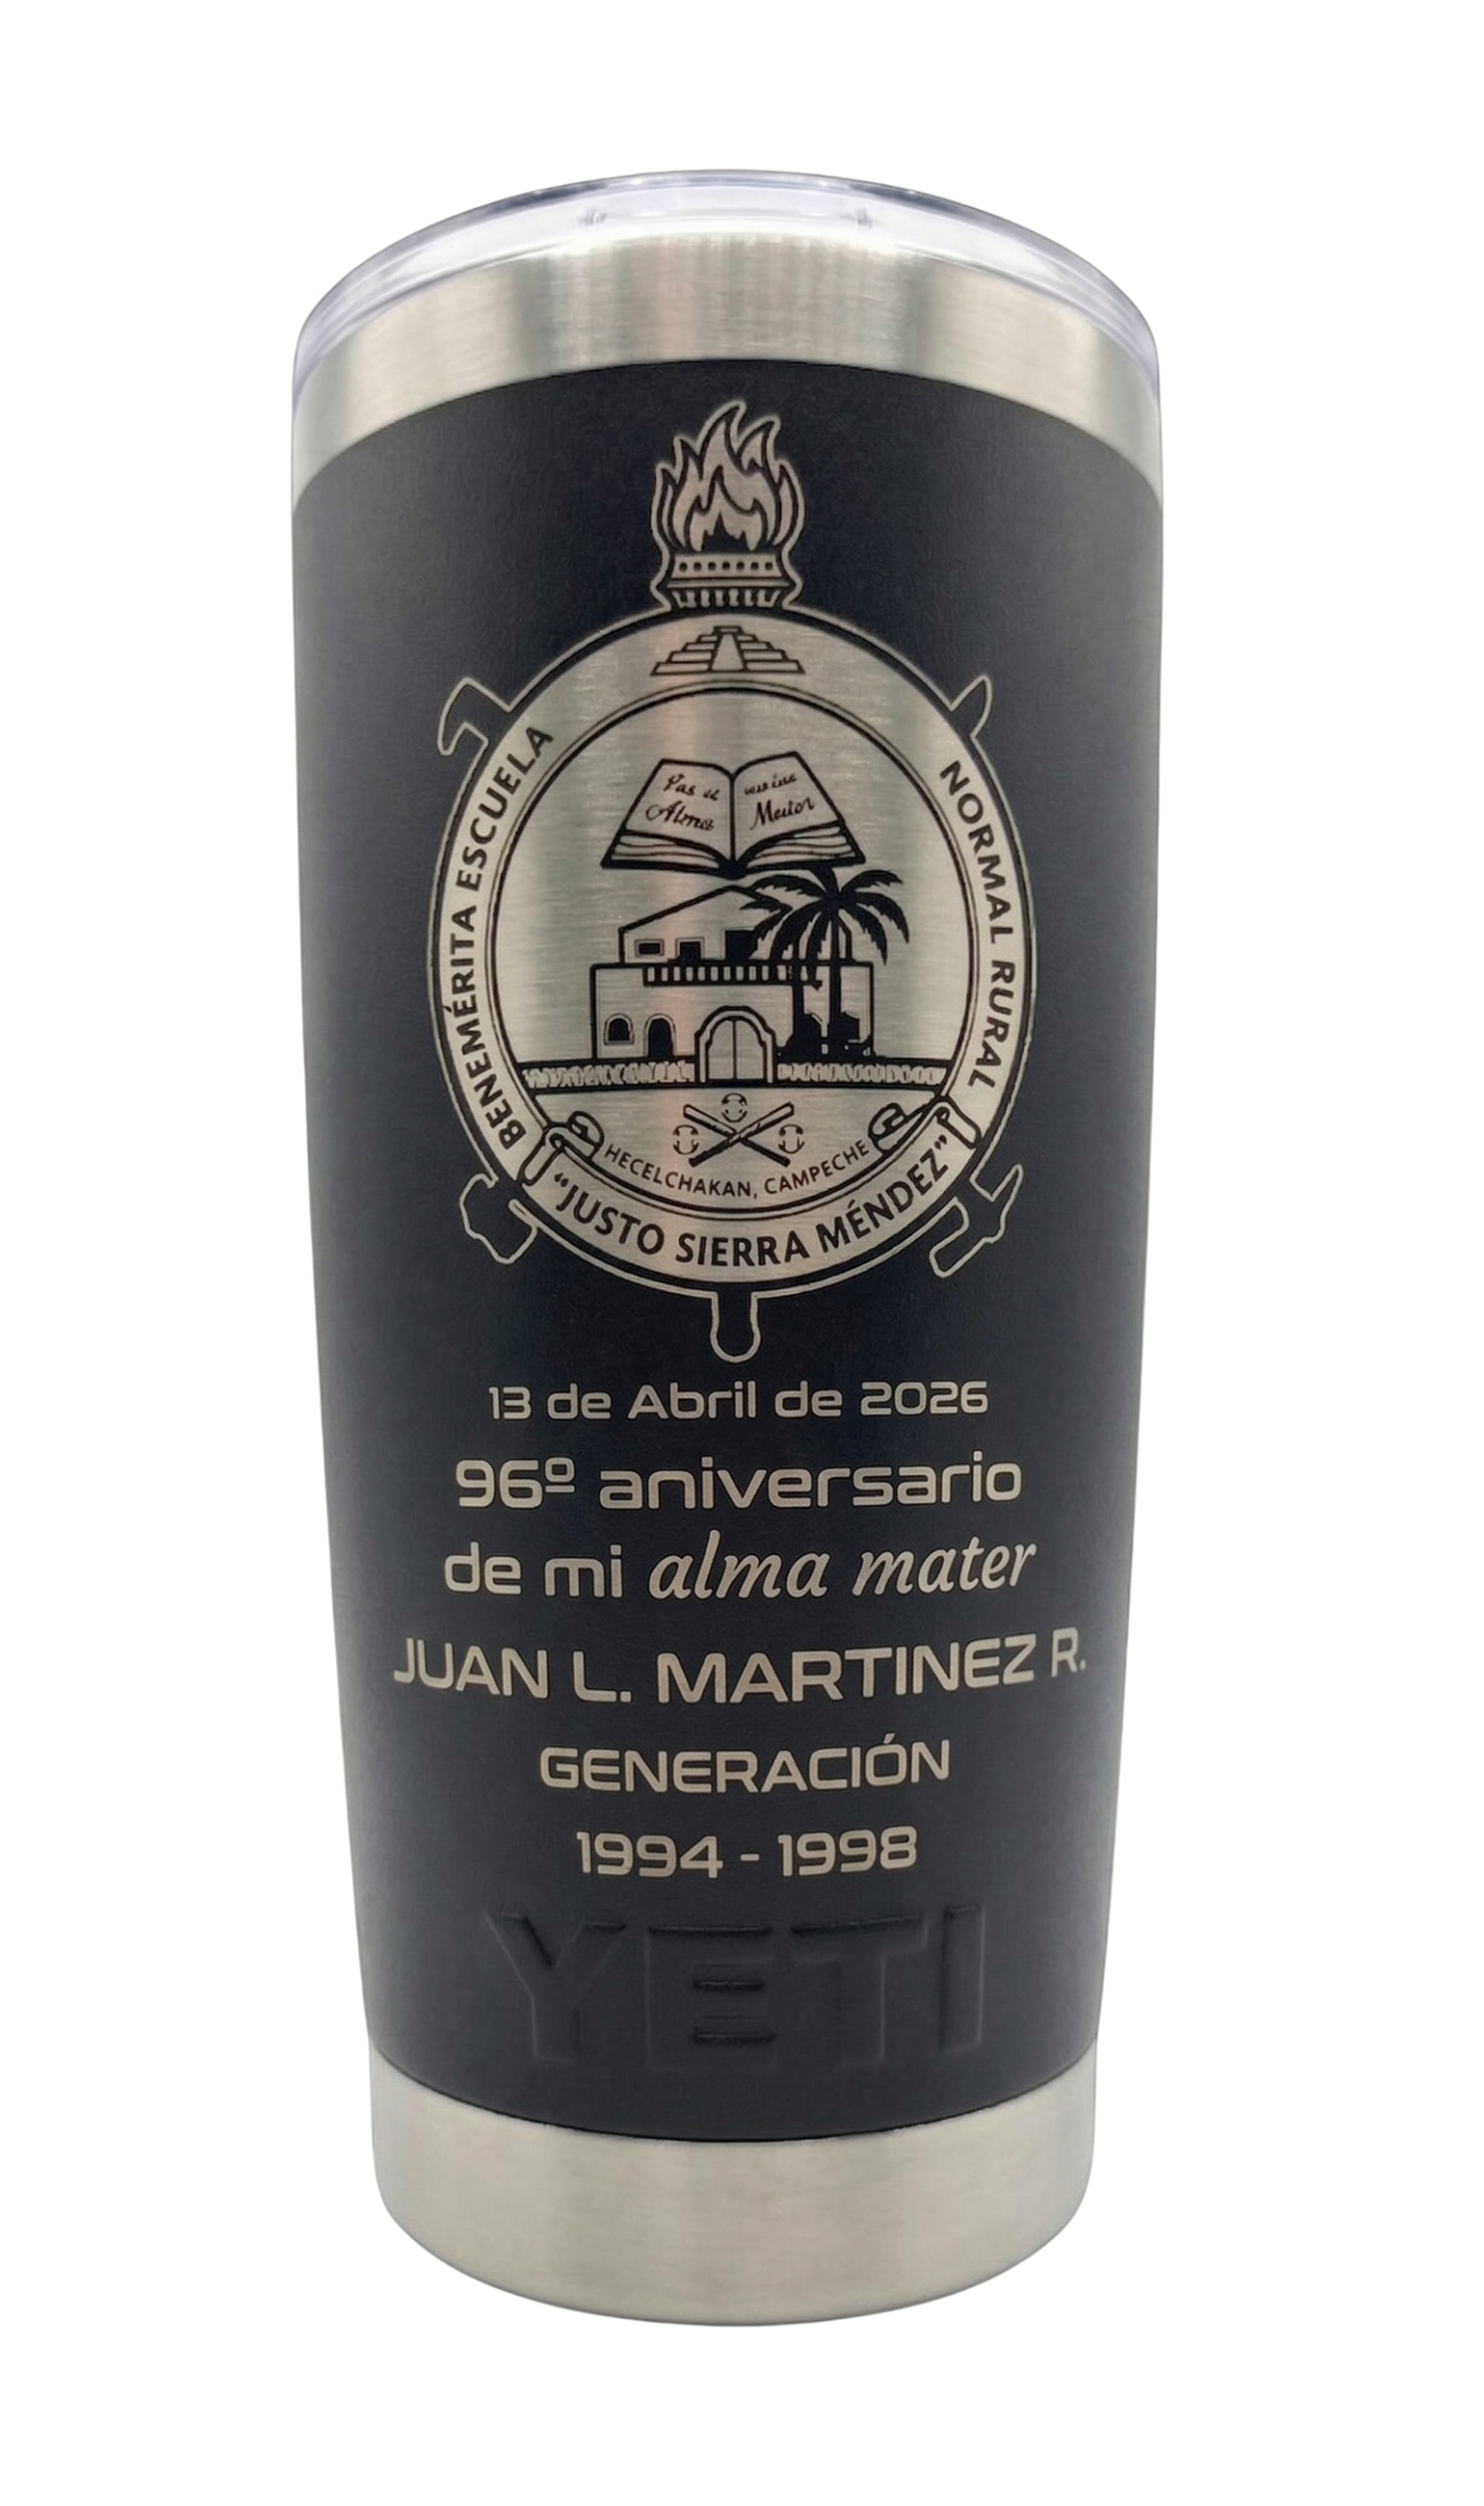 BENEMÉRITA ESCUELA
NORMAL RURAL
"JUSTO SIERRA MÉNDEZ"
HECELCHAKAN, CAMPECHE
13 de Abril de 2026
96º aniversario
de mi alma mater
JUAN L. MARTINEZ R.
GENERACIÓN
1994 - 1998
YETI